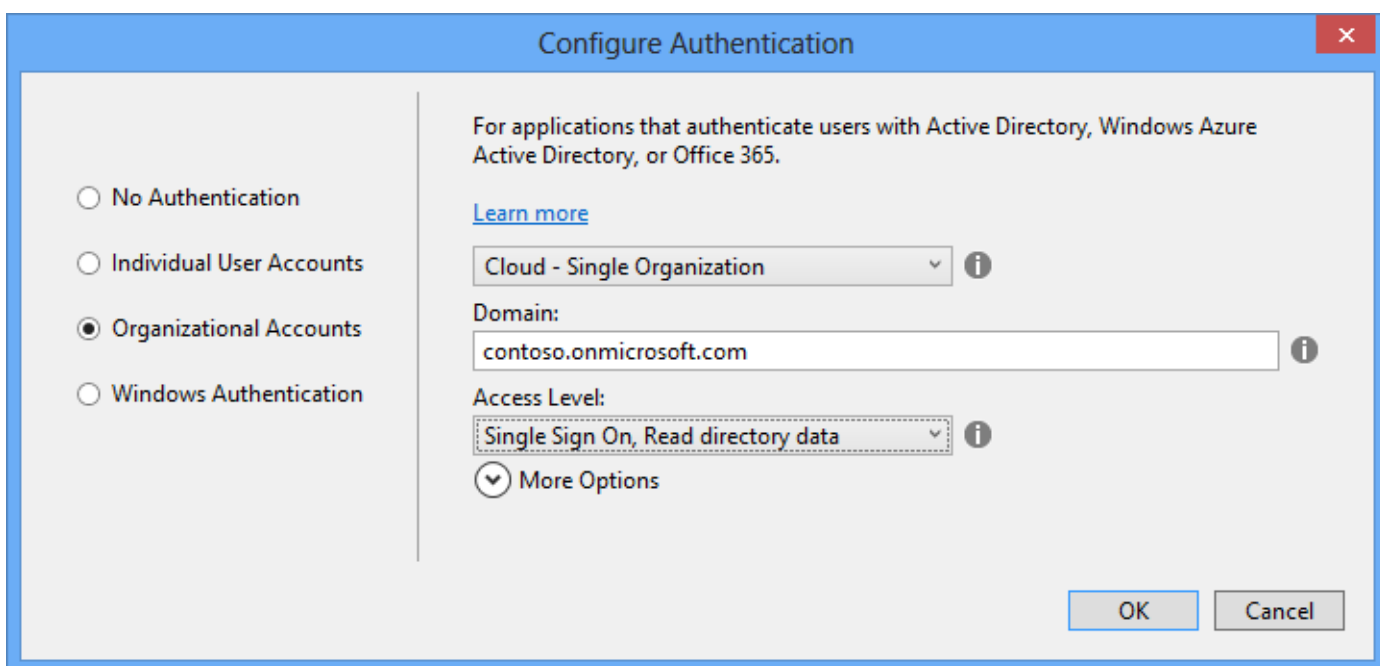 Configure Authentication
No Authentication
Individual User Accounts
Organizational Accounts
Windows Authentication
For applications that authenticate users with Active Directory, Windows Azure
Active Directory, or Office 365.
Learn more
Cloud - Single Organization
Domain:
contoso.onmicrosoft.com
Access Level:
Single Sign On, Read directory data
More Options
OK
Cancel